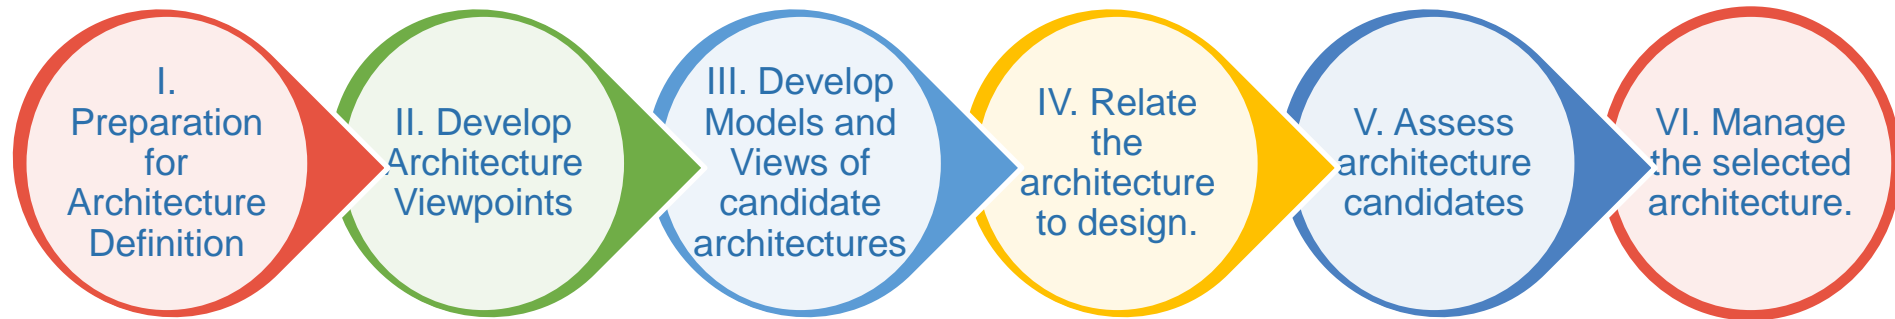 I.
Preparation
for
Architecture
Definition
II. Develop
Architecture
Viewpoints
III. Develop
Models and
Views of
candidate
architectures
IV. Relate
the
architecture
to design.
V. Assess
architecture
candidates
VI. Manage
the selected
architecture.